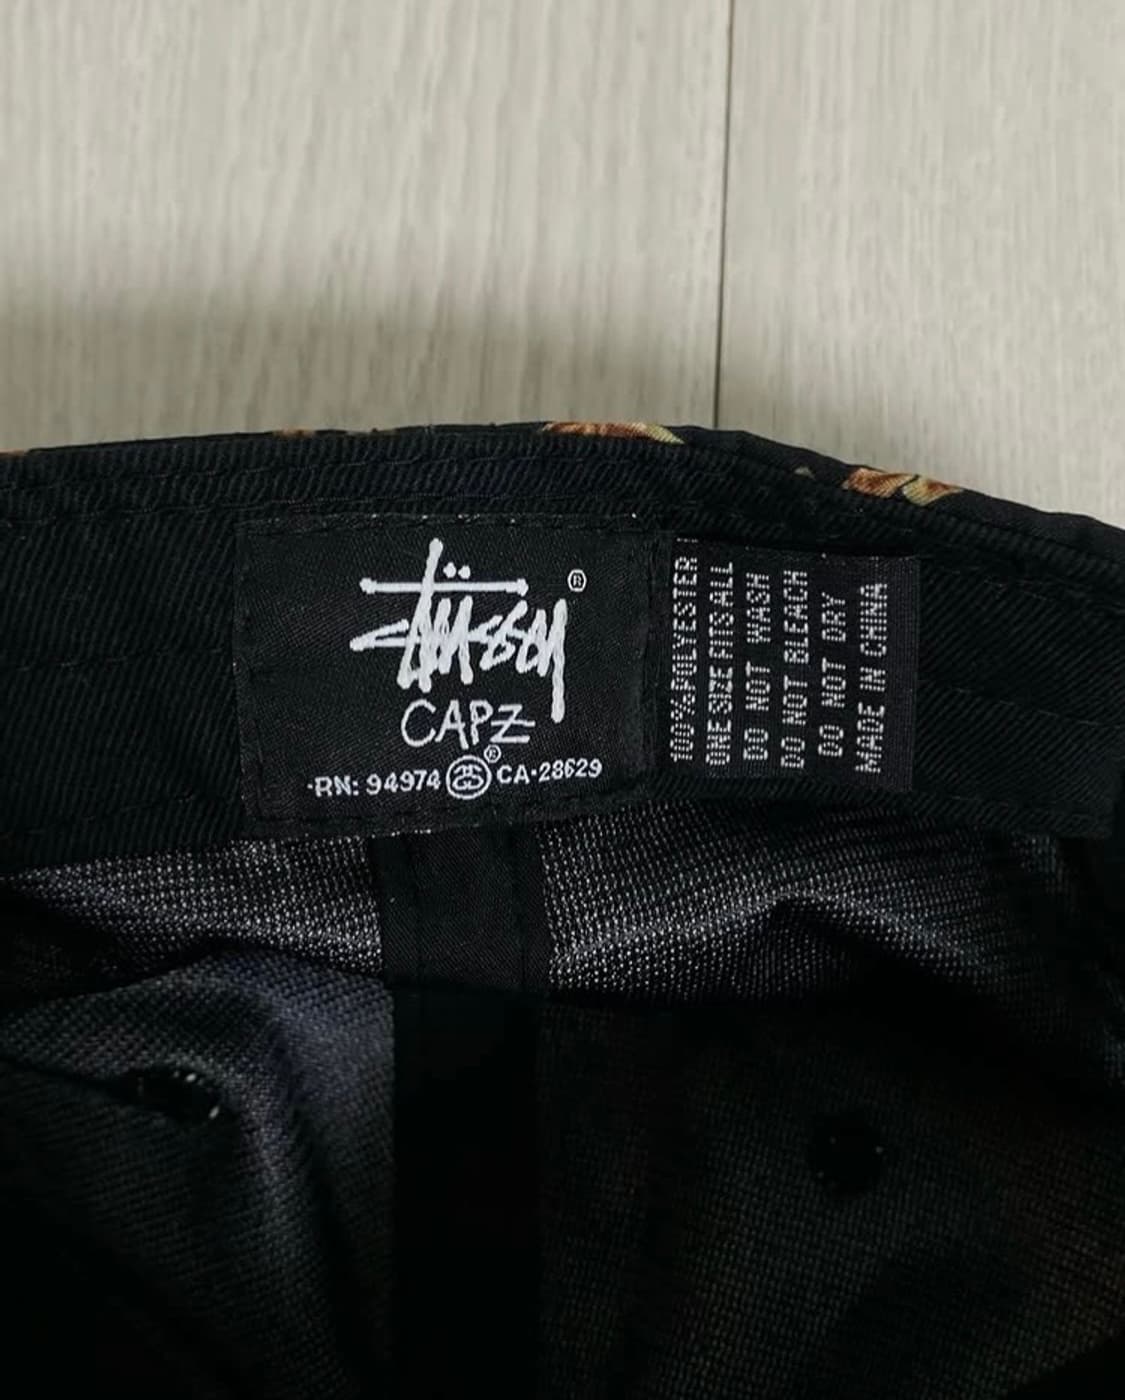 Stüssy ®
CAPZ
®
·RN: 94974 SS CA·28629
100% POLYESTER
ONE SIZE FITS ALL
DO NOT WASH
DO NOT BLEACH
DO NOT DRY
MADE IN CHINA